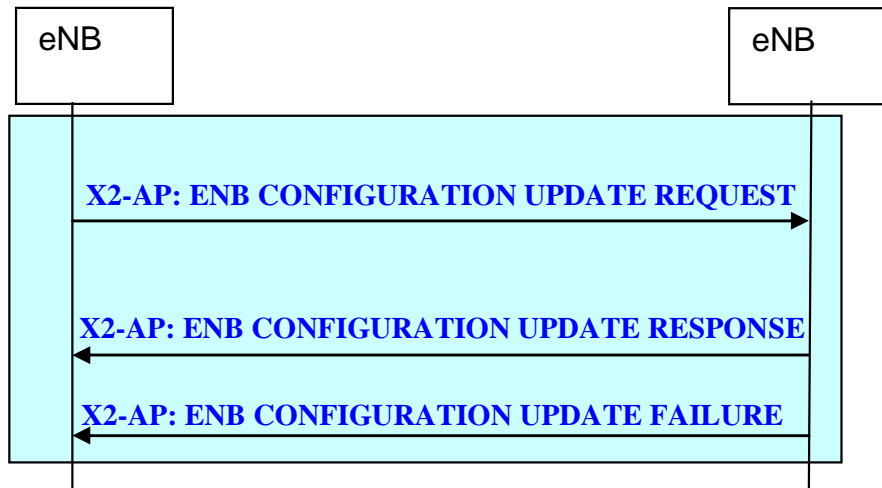 eNB
eNB
X2-AP: ENB CONFIGURATION UPDATE REQUEST
X2-AP: ENB CONFIGURATION UPDATE RESPONSE
X2-AP: ENB CONFIGURATION UPDATE FAILURE